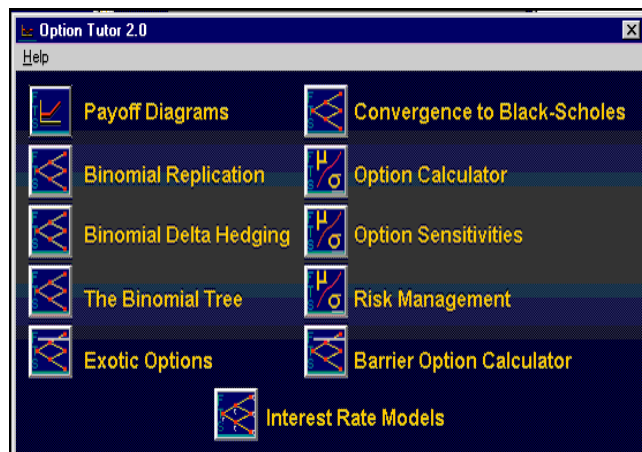 Option Tutor 2.0
Help
Payoff Diagrams
Convergence to Black-Scholes
Binomial Replication
Option Calculator
Binomial Delta Hedging
Option Sensitivities
The Binomial Tree
Risk Management
Exotic Options
Barrier Option Calculator
Interest Rate Models